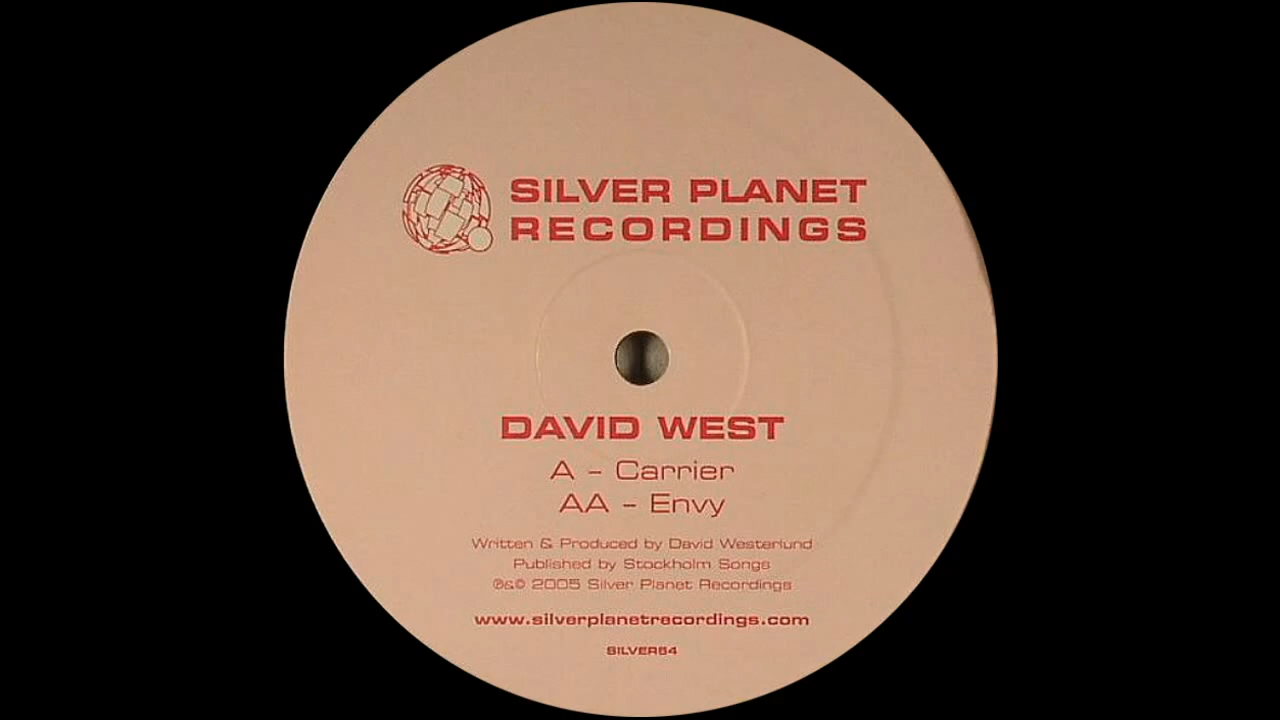 SILVER PLANET
RECORDINGS
DAVID WEST
A - Carrier
AA - Envy
Written & Produced by David Westerlund
Published by Stockholm Songs
℗&© 2005 Silver Planet Recordings
www.silverplanetrecordings.com
SILVER64